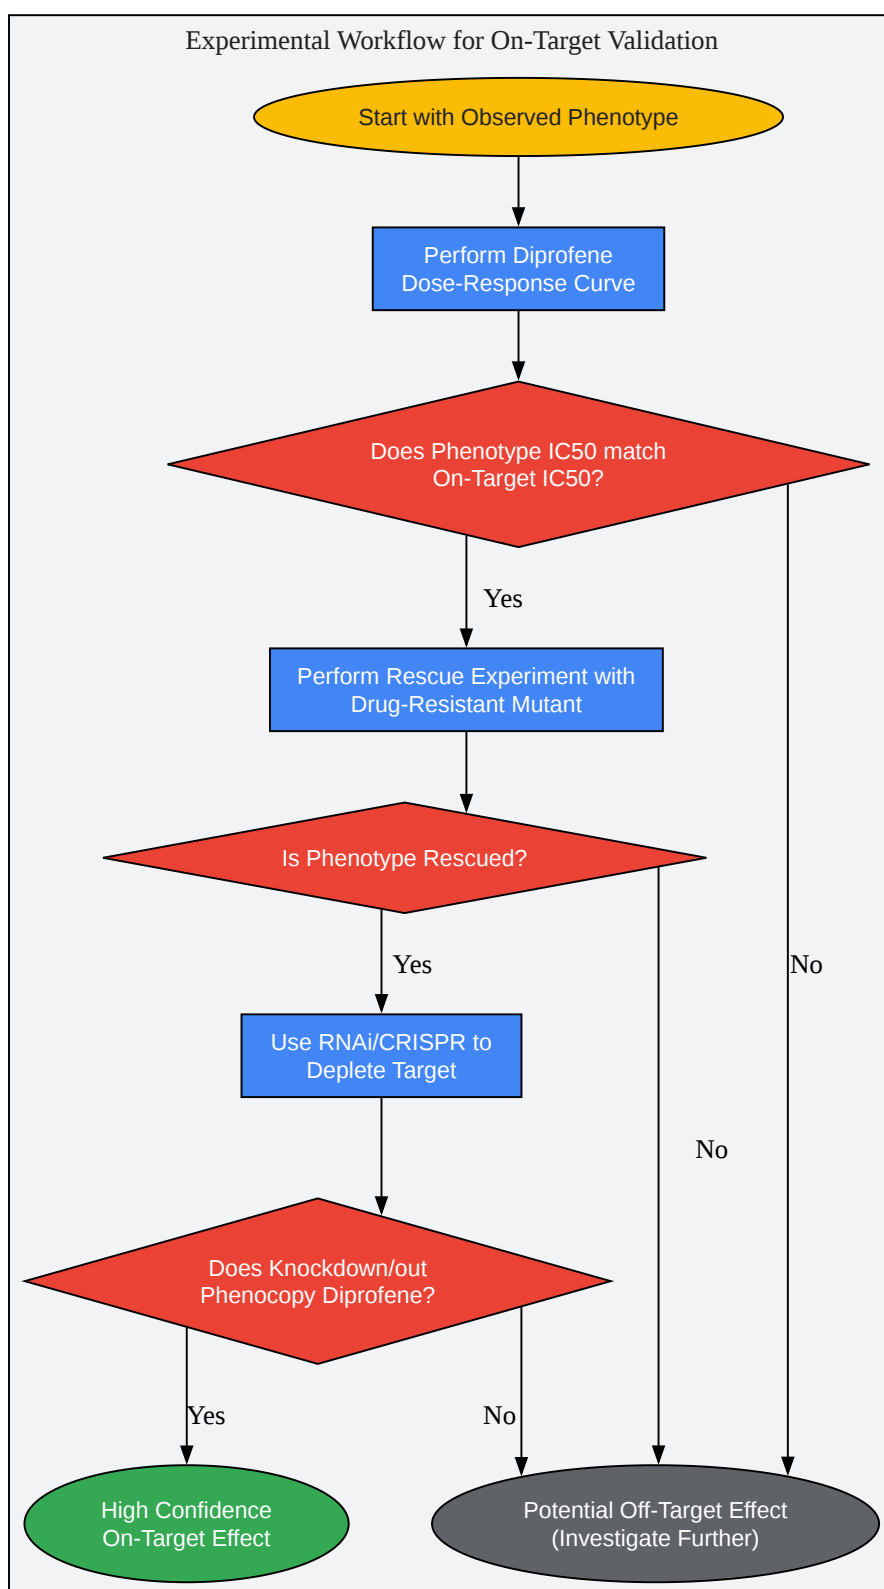 Experimental Workflow for On-Target Validation
Start with Observed Phenotype
Perform Diprofene
Dose-Response Curve
Does Phenotype IC50 match
On-Target IC50?
Yes
Perform Rescue Experiment with
Drug-Resistant Mutant
Is Phenotype Rescued?
Yes
No
Use RNAi/CRISPR to
Deplete Target
No
Does Knockdown/out
Phenocopy Diprofene?
Yes
No
High Confidence
On-Target Effect
Potential Off-Target Effect
(Investigate Further)